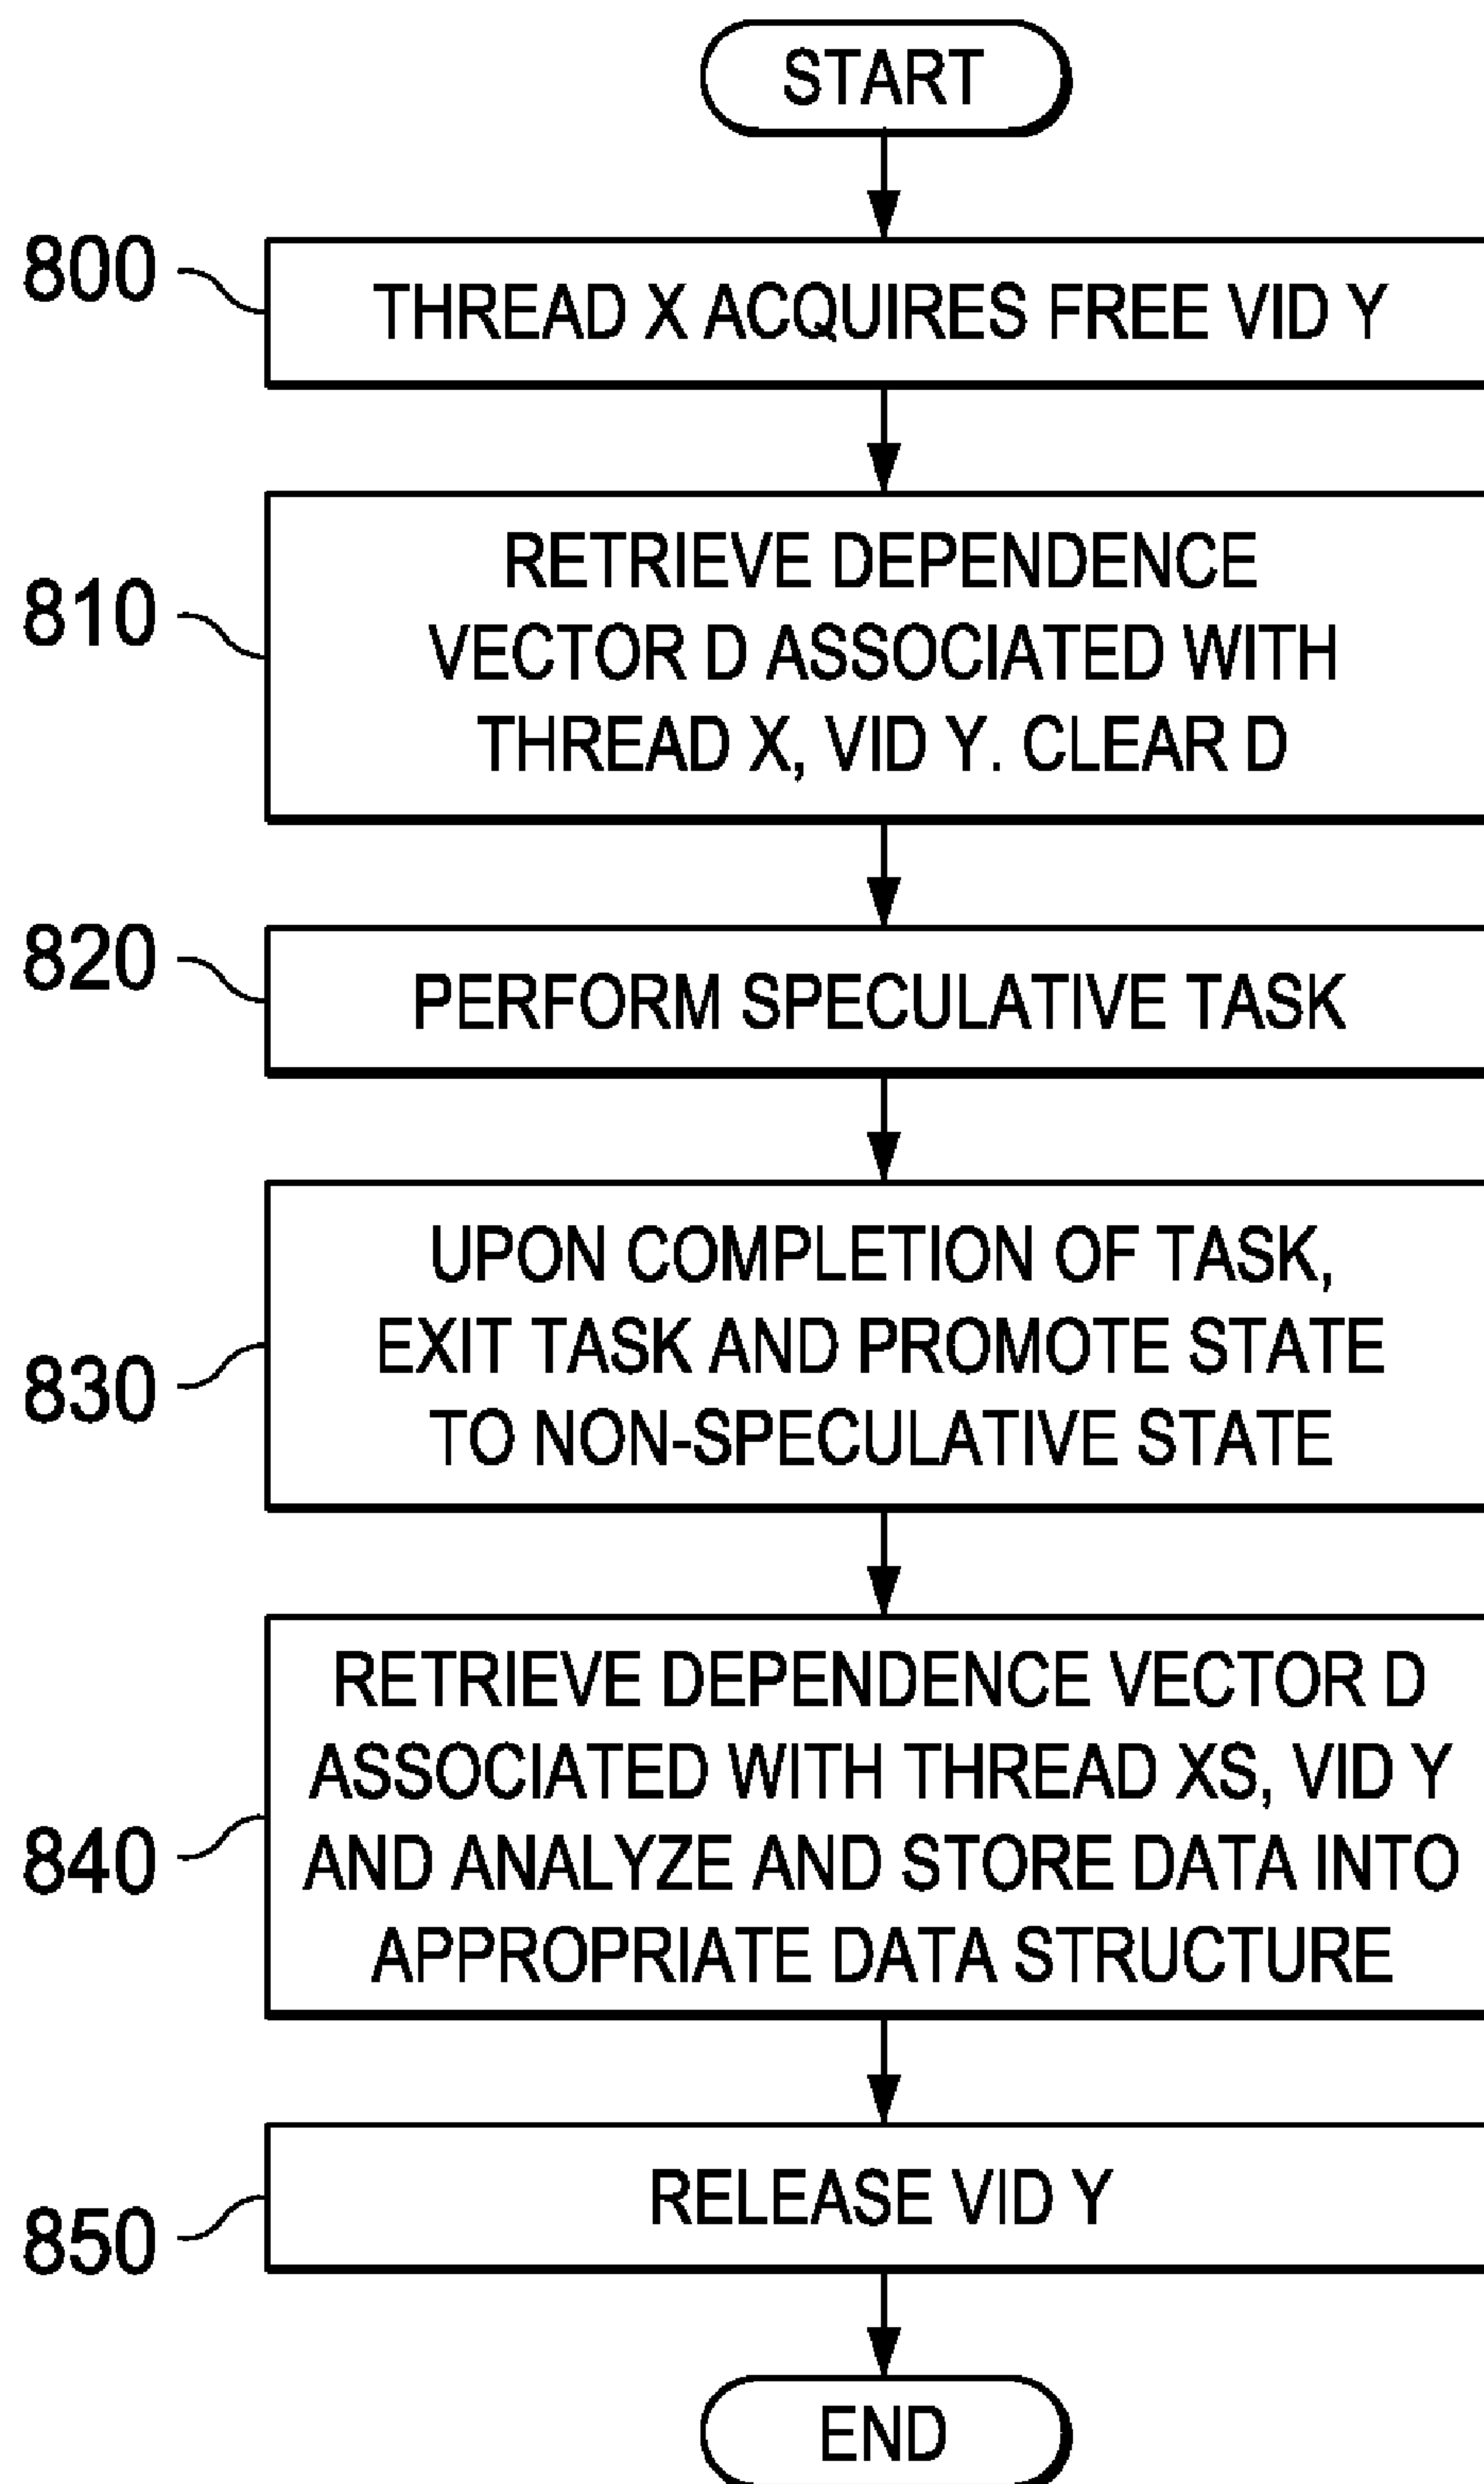 START
800
THREAD X ACQUIRES FREE VID Y
810
RETRIEVE DEPENDENCE
VECTOR D ASSOCIATED WITH
THREAD X, VID Y. CLEAR D
820
PERFORM SPECULATIVE TASK
830
UPON COMPLETION OF TASK,
EXIT TASK AND PROMOTE STATE
TO NON-SPECULATIVE STATE
840
RETRIEVE DEPENDENCE VECTOR D
ASSOCIATED WITH THREAD XS, VID Y
AND ANALYZE AND STORE DATA INTO
APPROPRIATE DATA STRUCTURE
850
RELEASE VID Y
END